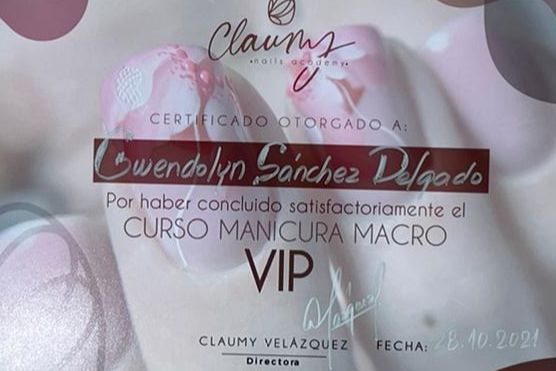 Claumy
•nails academy•
CERTIFICADO OTORGADO A:
Gwendolyn Sánchez Delgado
Por haber concluido satisfactoriamente el
CURSO MANICURA MACRO
VIP
CLAUMY VELÁZQUEZ FECHA: 28.10.2021
Directora